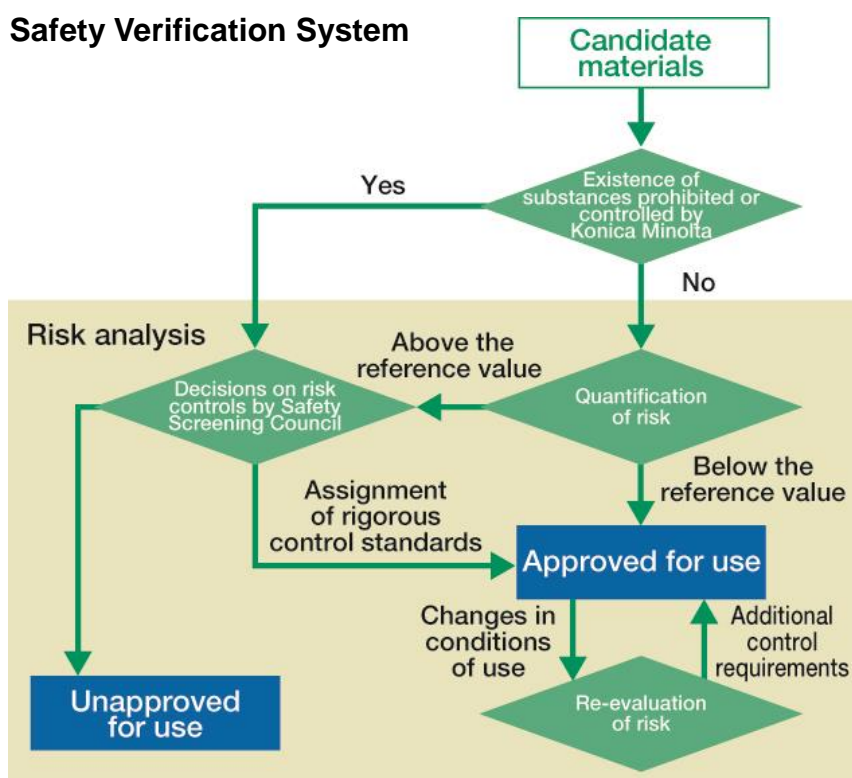 Safety Verification System
Candidate
materials
Existence of
substances prohibited or
controlled by
Konica Minolta
Yes
No
Risk analysis
Above the
reference value
Decisions on risk
controls by Safety
Screening Council
Quantification
of risk
Below the
reference value
Assignment
of rigorous
control standards
Approved for use
Changes in
conditions
of use
Additional
control
requirements
Unapproved
for use
Re-evaluation
of risk